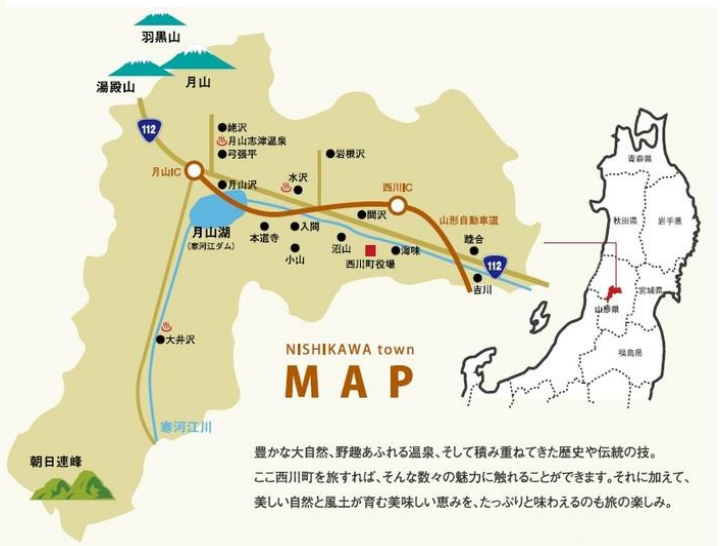 羽黒山
湯殿山
月山
112
姥沢
月山志津温泉
弓張平
岩根沢
月山IC
月山沢
水沢
西川IC
間沢
山形自動車道
月山湖
(寒河江ダム)
本道寺
入間
小山
沼山
西川町役場
海味
睦合
112
吉川
大井沢
寒河江川
朝日連峰
青森県
秋田県
岩手県
宮城県
山形県
福島県
NISHIKAWA town
MAP
豊かな大自然、野趣あふれる温泉、そして積み重ねてきた歴史や伝統の技。
ここ西川町を旅すれば、そんな数々の魅力に触れることができます。それに加えて、
美しい自然と風土が育む美味しい恵みを、たっぷりと味わえるのも旅の楽しみ。